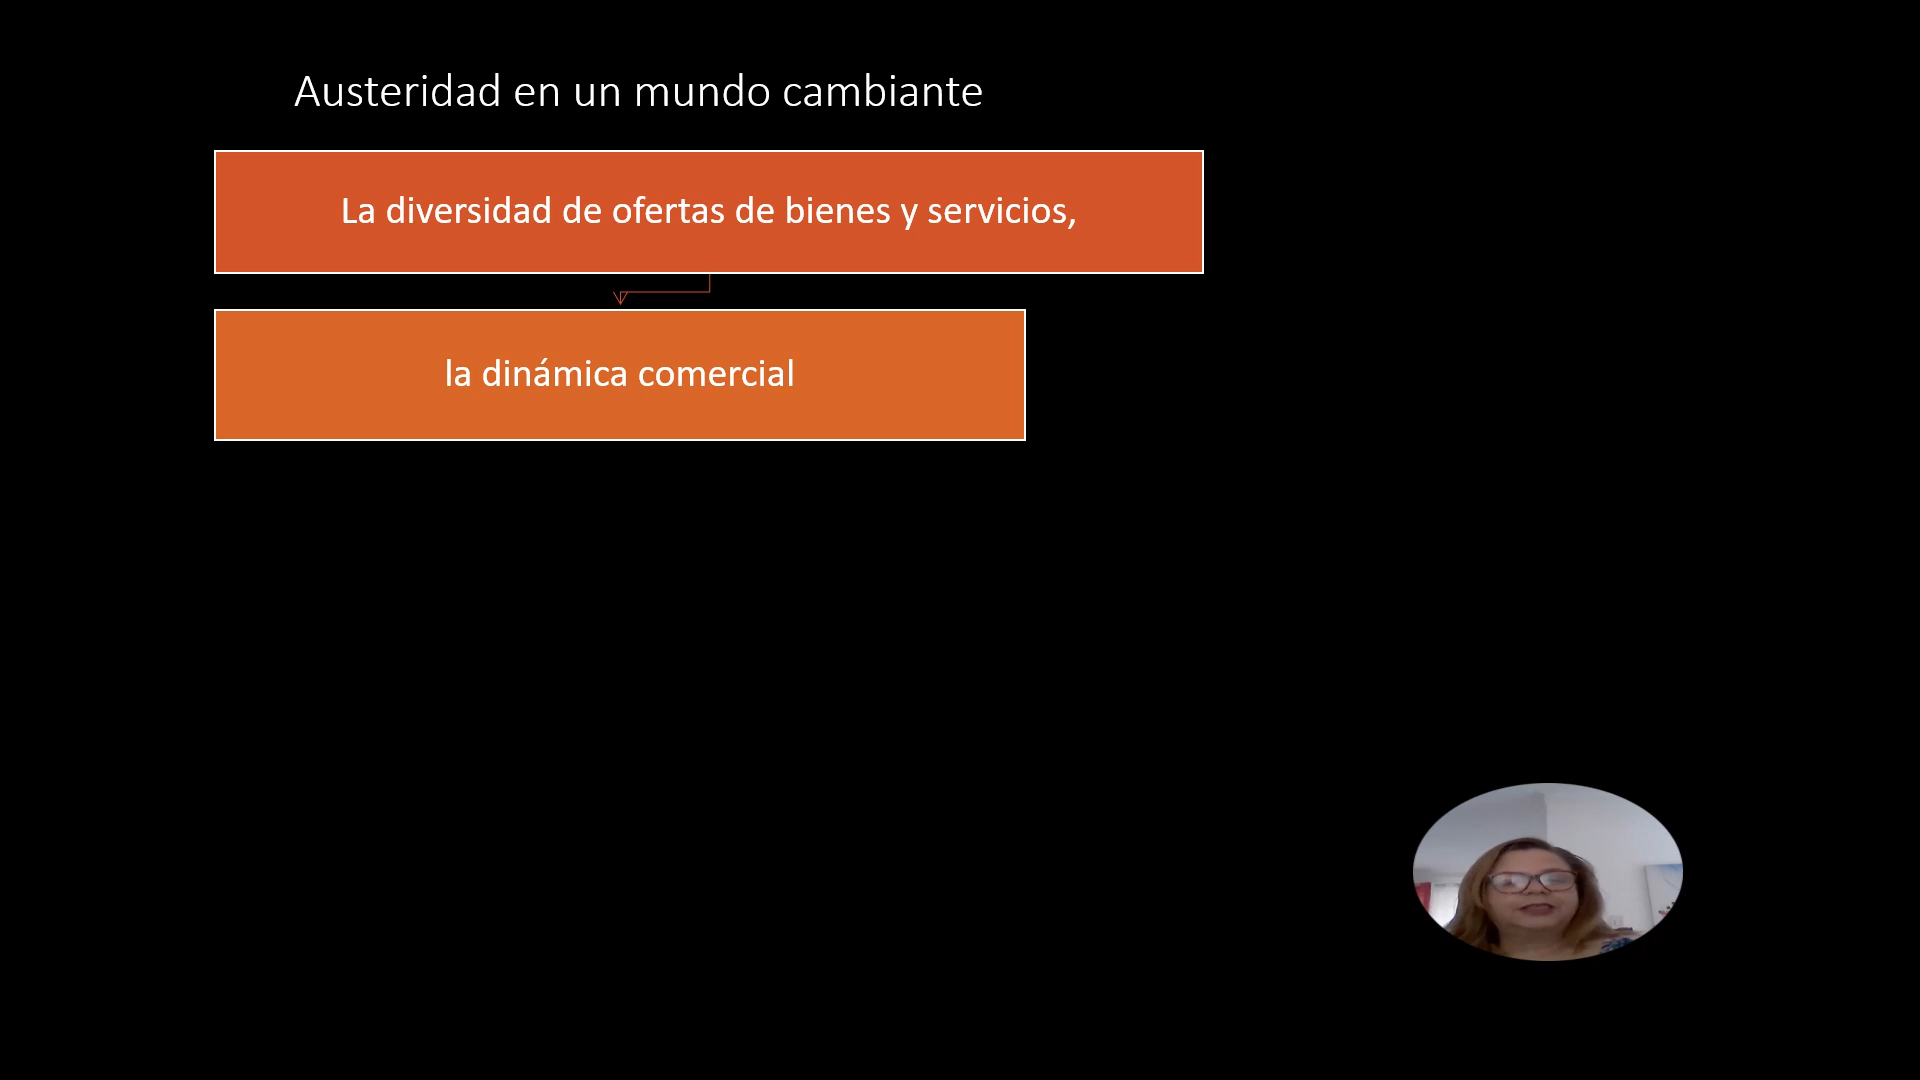 Austeridad en un mundo cambiante
La diversidad de ofertas de bienes y servicios,
la dinámica comercial